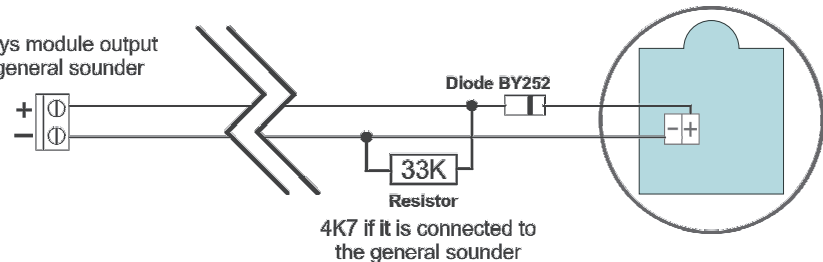 ys module output
general sounder
+
−
Diode BY252
− +
33K
Resistor
4K7 if it is connected to
the general sounder